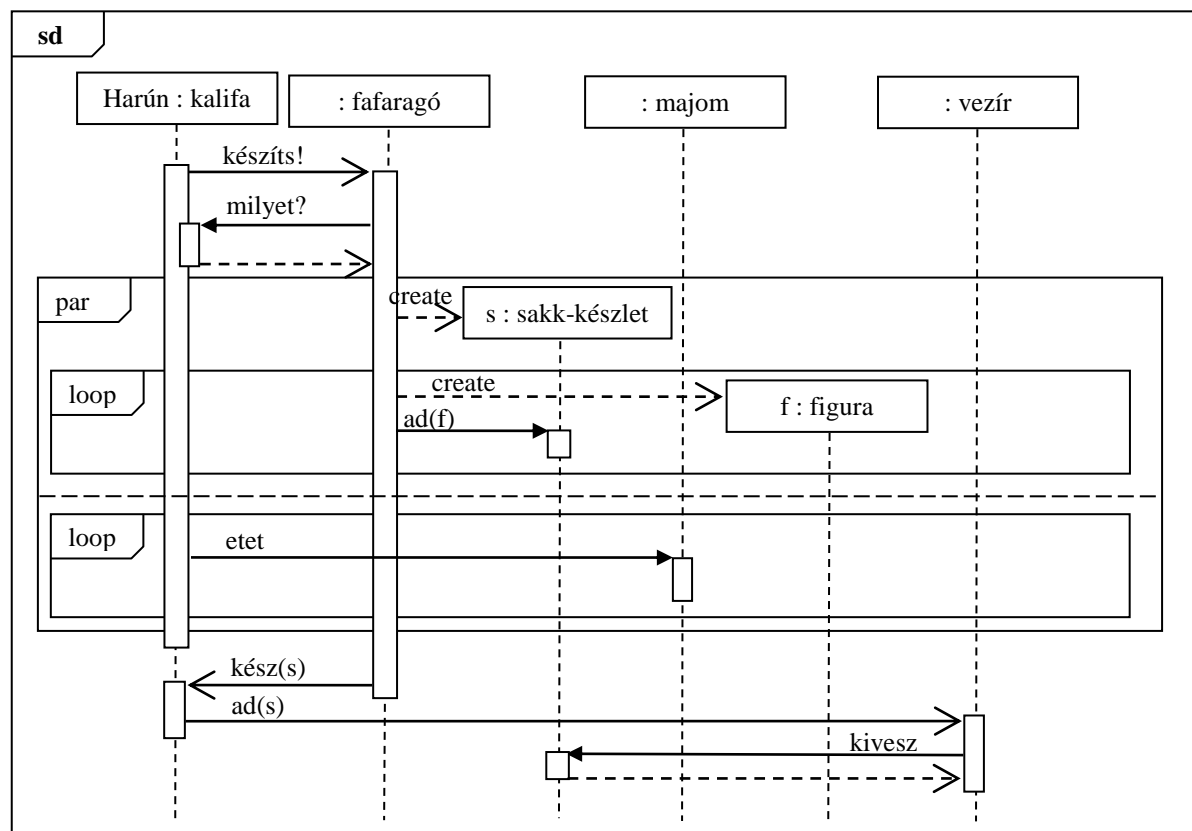 sd
Harún : kalifa
: fafaragó
: majom
: vezír
készíts!
milyet?
par
create
s : sakk-készlet
loop
create
f : figura
ad(f)
loop
etet
kész(s)
ad(s)
kivesz